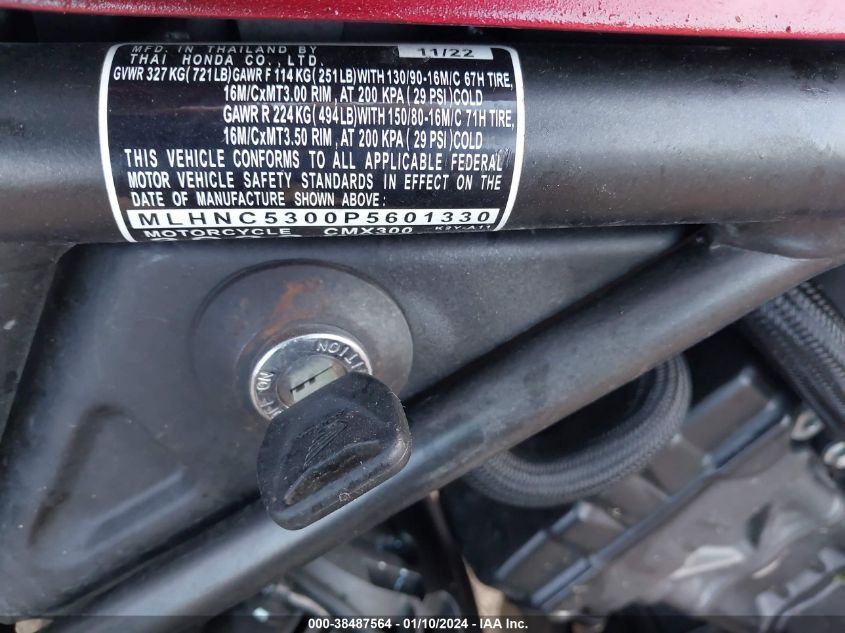 MFD. IN THAILAND BY 11/22
THAI HONDA CO., LTD.
GVWR 327 KG( 721 LB)GAWR F 114 KG( 251 LB)WITH 130/90-16M/C 67H TIRE,
16M/CxMT3.00 RIM , AT 200 KPA ( 29 PSI )COLD
GAWR R 224 KG( 494 LB)WITH 150/80-16M/C 71H TIRE,
16M/CxMT3.50 RIM , AT 200 KPA ( 29 PSI )COLD
THIS VEHICLE CONFORMS TO ALL APPLICABLE FEDERAL
MOTOR VEHICLE SAFETY STANDARDS IN EFFECT ON THE
DATE OF MANUFACTURE SHOWN ABOVE :
MLHNC5300P5601330
MOTORCYCLE CMX300 K2Y-A11
ON
000-38487564 - 01/10/2024 - IAA Inc.